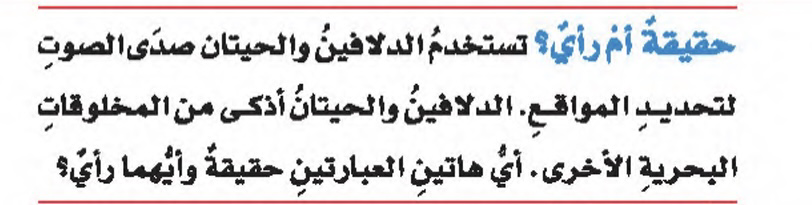 حقيقةٌ أمْ رأيٌ؟ تستخدمُ الدلافينُ والحيتان صدَى الصوتِ
لتحديدِ المواقعِ. الدلافينُ والحيتانُ أذكى من المخلوقاتِ
البحريةِ الأخرى. أيُّ هاتينِ العبارتينِ حقيقةٌ وأيُّهما رأيٌ؟